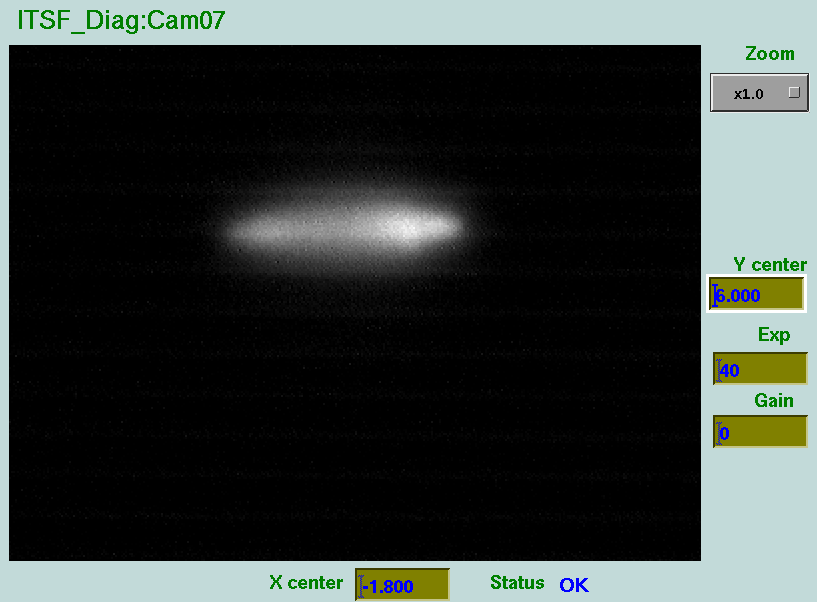 ITSF_Diag:Cam07
Zoom
x1.0
Y center
6.000
Exp
40
Gain
0
X center
-1.800
Status
OK